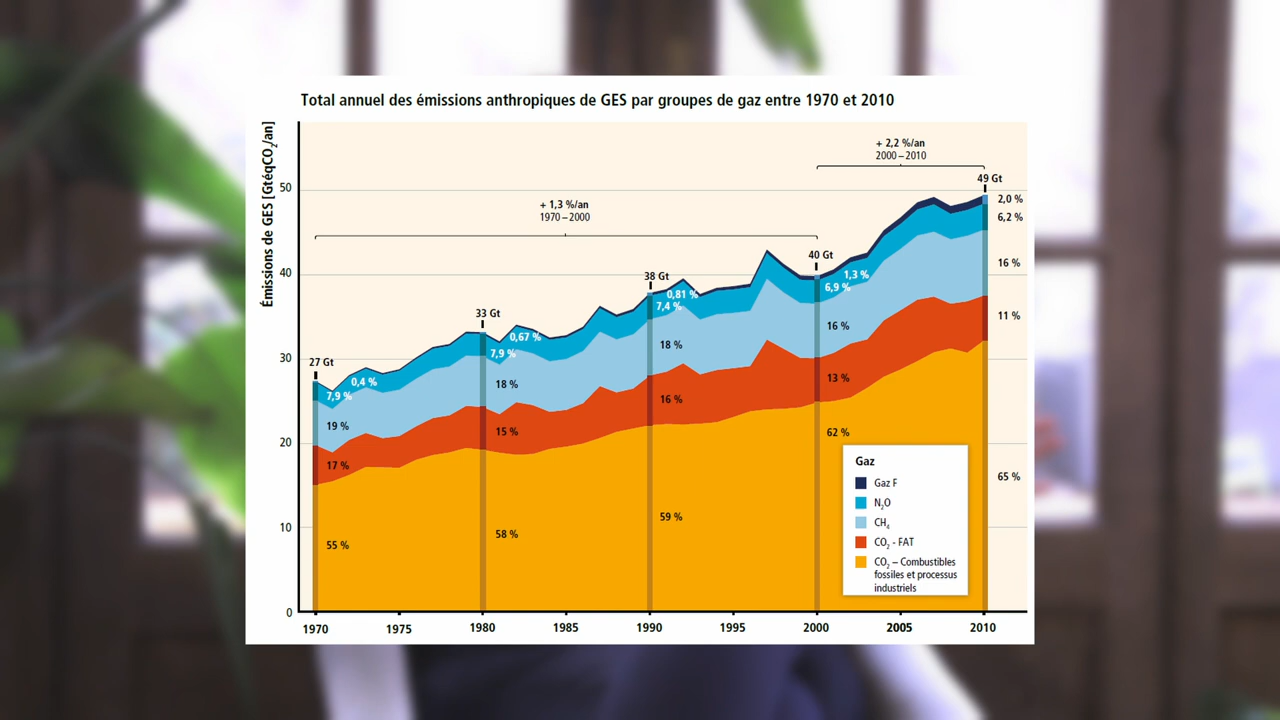 Total annuel des émissions anthropiques de GES par groupes de gaz entre 1970 et 2010
Émissions de GES [GtéqCO₂/an]
+ 2,2 %/an
2000–2010
+ 1,3 %/an
1970–2000
27 Gt
33 Gt
38 Gt
40 Gt
49 Gt
50
40
30
20
10
0
0,4 %
7,9 %
19 %
17 %
55 %
0,67 %
7,9 %
18 %
15 %
58 %
0,81 %
7,4 %
18 %
16 %
59 %
1,3 %
6,9 %
16 %
13 %
62 %
2,0 %
6,2 %
16 %
11 %
65 %
Gaz
Gaz F
N₂O
CH₄
CO₂ - FAT
CO₂ – Combustibles
fossiles et processus
industriels
1970
1975
1980
1985
1990
1995
2000
2005
2010